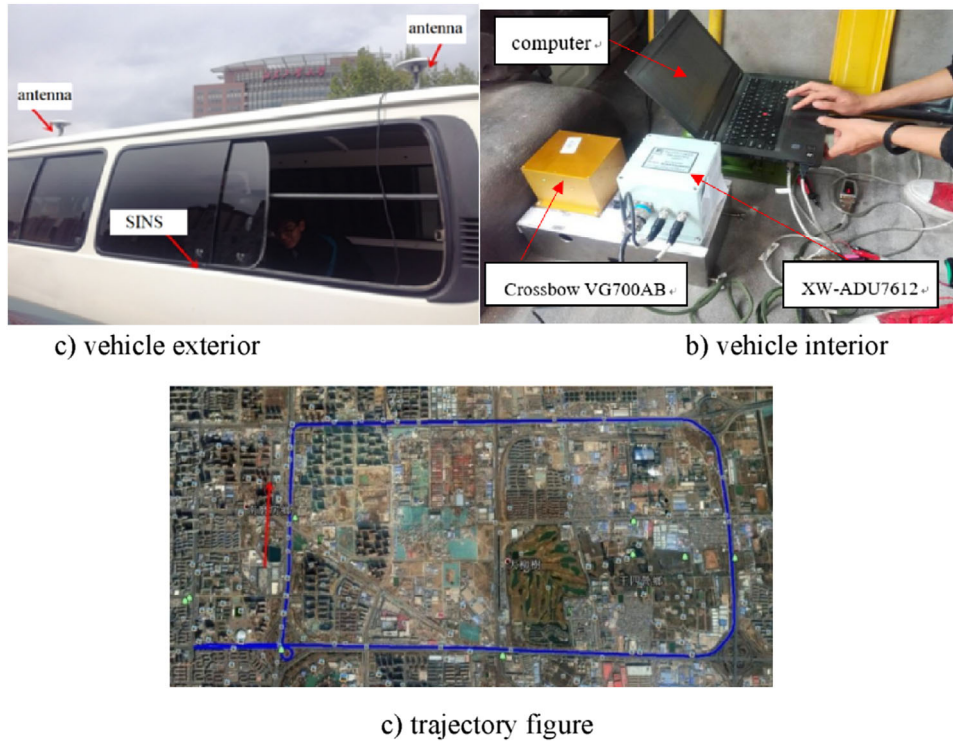 antenna
antenna
SINS
computer
Crossbow VG700AB
XW-ADU7612
c) vehicle exterior
b) vehicle interior
c) trajectory figure